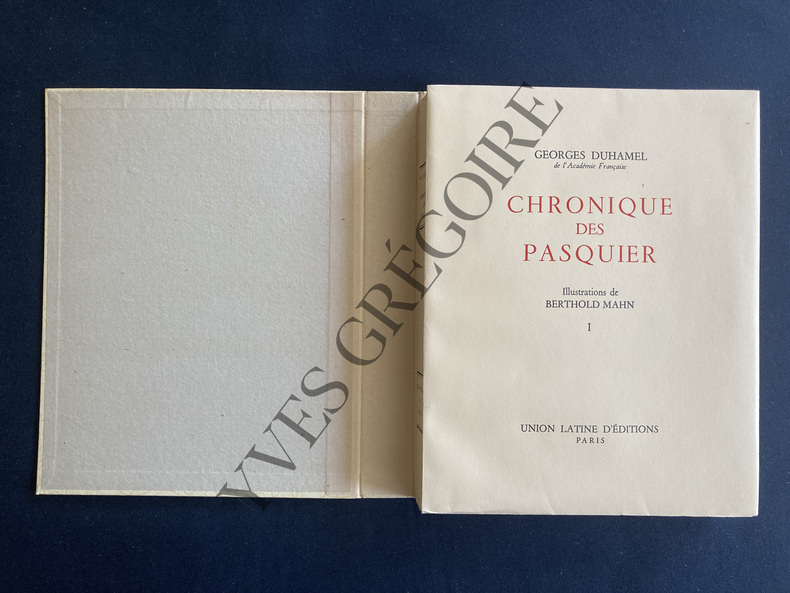 GEORGES DUHAMEL
de l'Académie Française
CHRONIQUE
DES
PASQUIER
Illustrations de
BERTHOLD MAHN
I
UNION LATINE D'ÉDITIONS
PARIS
YVES GRÉGOIRE